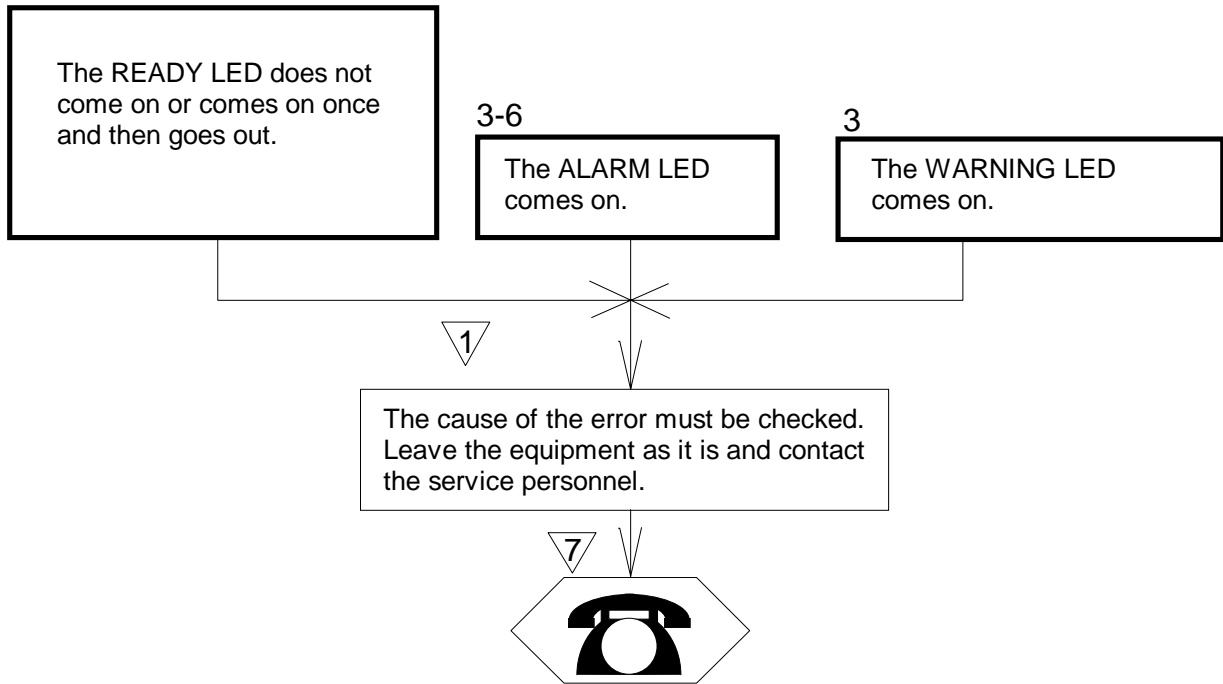 The READY LED does not
come on or comes on once
and then goes out.
3-6
The ALARM LED
comes on.
3
The WARNING LED
comes on.
1
The cause of the error must be checked.
Leave the equipment as it is and contact
the service personnel.
7